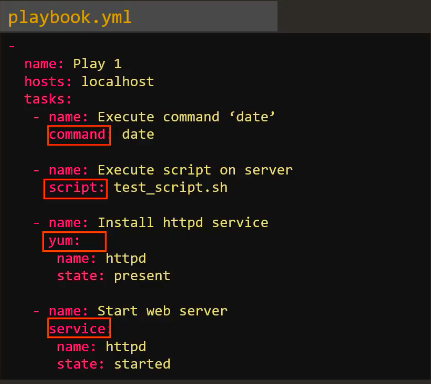 playbook.yml
-
name: Play 1
hosts: localhost
tasks:
- name: Execute command ‘date’
command: date
- name: Execute script on server
script: test_script.sh
- name: Install httpd service
yum:
name: httpd
state: present
- name: Start web server
service:
name: httpd
state: started